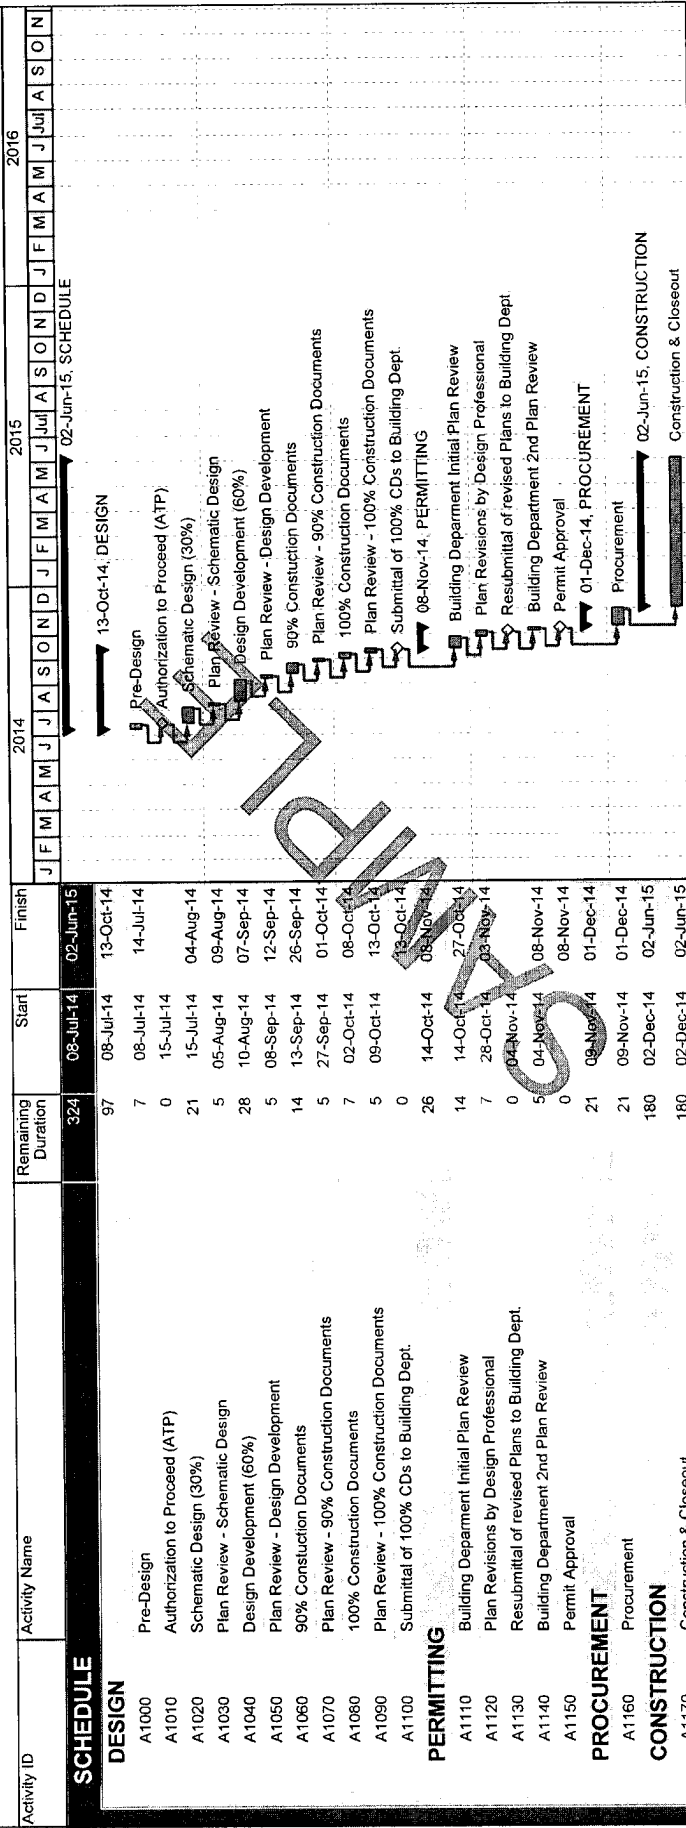 Activity ID Activity Name Remaining Duration Start Finish 2014 2015 2016
J F M A M J J A S O N D J F M A M J Jul A S O N D J F M A M J Jul A S O N
SCHEDULE 324 08-Jul-14 02-Jun-15 02-Jun-15, SCHEDULE
DESIGN 97 08-Jul-14 13-Oct-14 13-Oct-14, DESIGN
A1000 Pre-Design 7 08-Jul-14 14-Jul-14 Pre-Design
A1010 Authorization to Proceed (ATP) 0 15-Jul-14 Authorization to Proceed (ATP)
A1020 Schematic Design (30%) 21 15-Jul-14 04-Aug-14 Schematic Design (30%)
A1030 Plan Review - Schematic Design 5 05-Aug-14 09-Aug-14 Plan Review - Schematic Design
A1040 Design Development (60%) 28 10-Aug-14 07-Sep-14 Design Development (60%)
A1050 Plan Review - Design Development 5 08-Sep-14 12-Sep-14 Plan Review - Design Development
A1060 90% Constuction Documents 14 13-Sep-14 26-Sep-14 90% Constuction Documents
A1070 Plan Review - 90% Construction Documents 5 27-Sep-14 01-Oct-14 Plan Review - 90% Construction Documents
A1080 100% Construction Documents 7 02-Oct-14 08-Oct-14 100% Construction Documents
A1090 Plan Review - 100% Construction Documents 5 09-Oct-14 13-Oct-14 Plan Review - 100% Construction Documents
A1100 Submittal of 100% CDs to Building Dept. 0 13-Oct-14 Submittal of 100% CDs to Building Dept.
PERMITTING 26 14-Oct-14 08-Nov-14 08-Nov-14, PERMITTING
A1110 Building Deparment Initial Plan Review 14 14-Oct-14 27-Oct-14 Building Deparment Initial Plan Review
A1120 Plan Revisions by Design Professional 7 28-Oct-14 03-Nov-14 Plan Revisions by Design Professional
A1130 Resubmittal of revised Plans to Building Dept. 0 04-Nov-14 Resubmittal of revised Plans to Building Dept.
A1140 Building Department 2nd Plan Review 5 04-Nov-14 08-Nov-14 Building Department 2nd Plan Review
A1150 Permit Approval 0 08-Nov-14 Permit Approval
PROCUREMENT 21 09-Nov-14 01-Dec-14 01-Dec-14, PROCUREMENT
A1160 Procurement 21 09-Nov-14 01-Dec-14 Procurement
CONSTRUCTION 180 02-Dec-14 02-Jun-15 02-Jun-15, CONSTRUCTION
A1170 Construction & Closeout 180 02-Dec-14 02-Jun-15 Construction & Closeout
SAMPLE